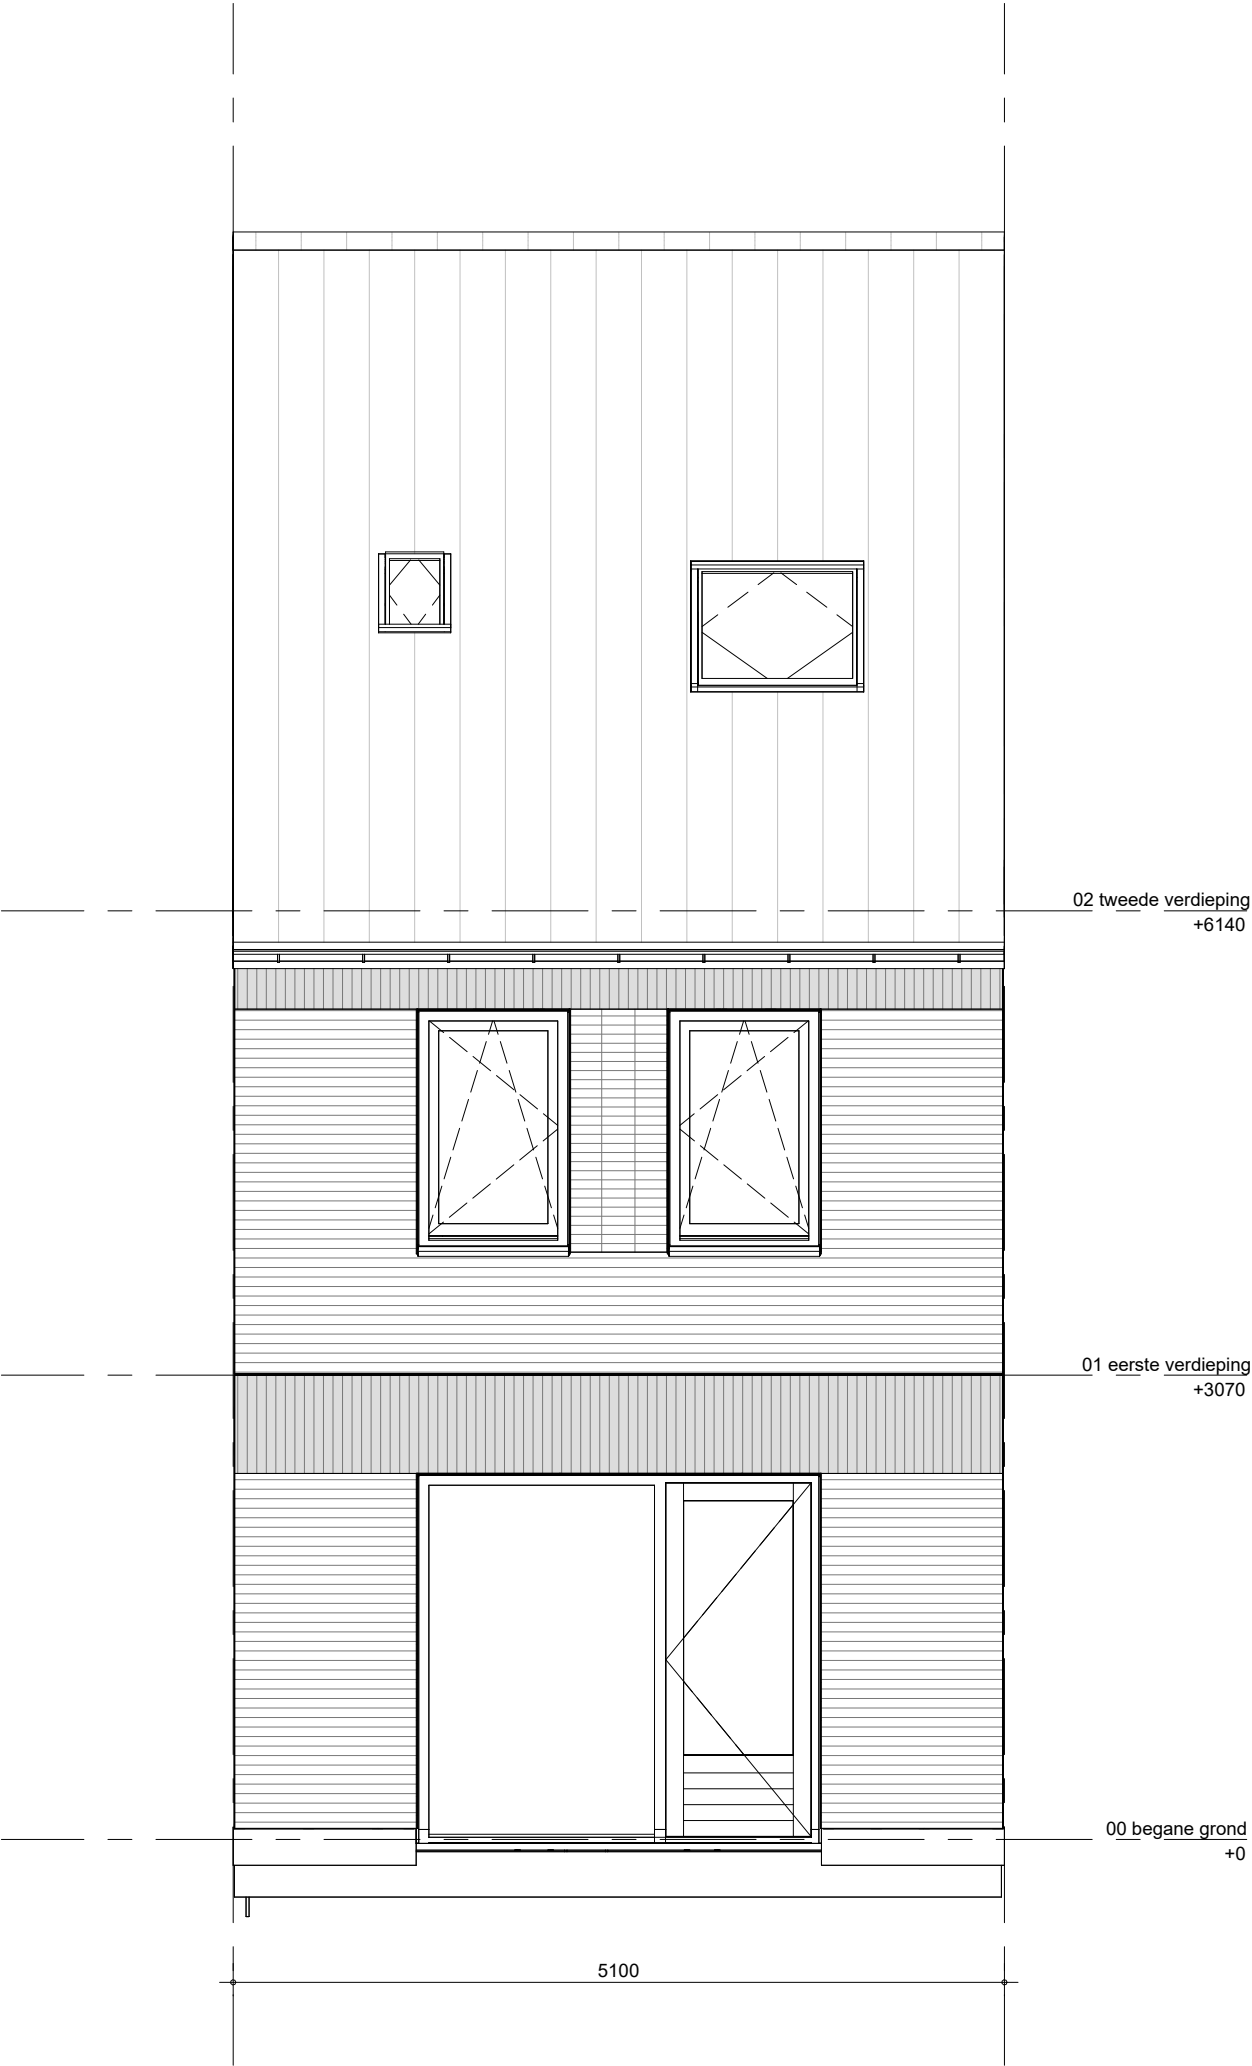 02 tweede verdieping
+6140
01 eerste verdieping
+3070
00 begane grond
+0
5100